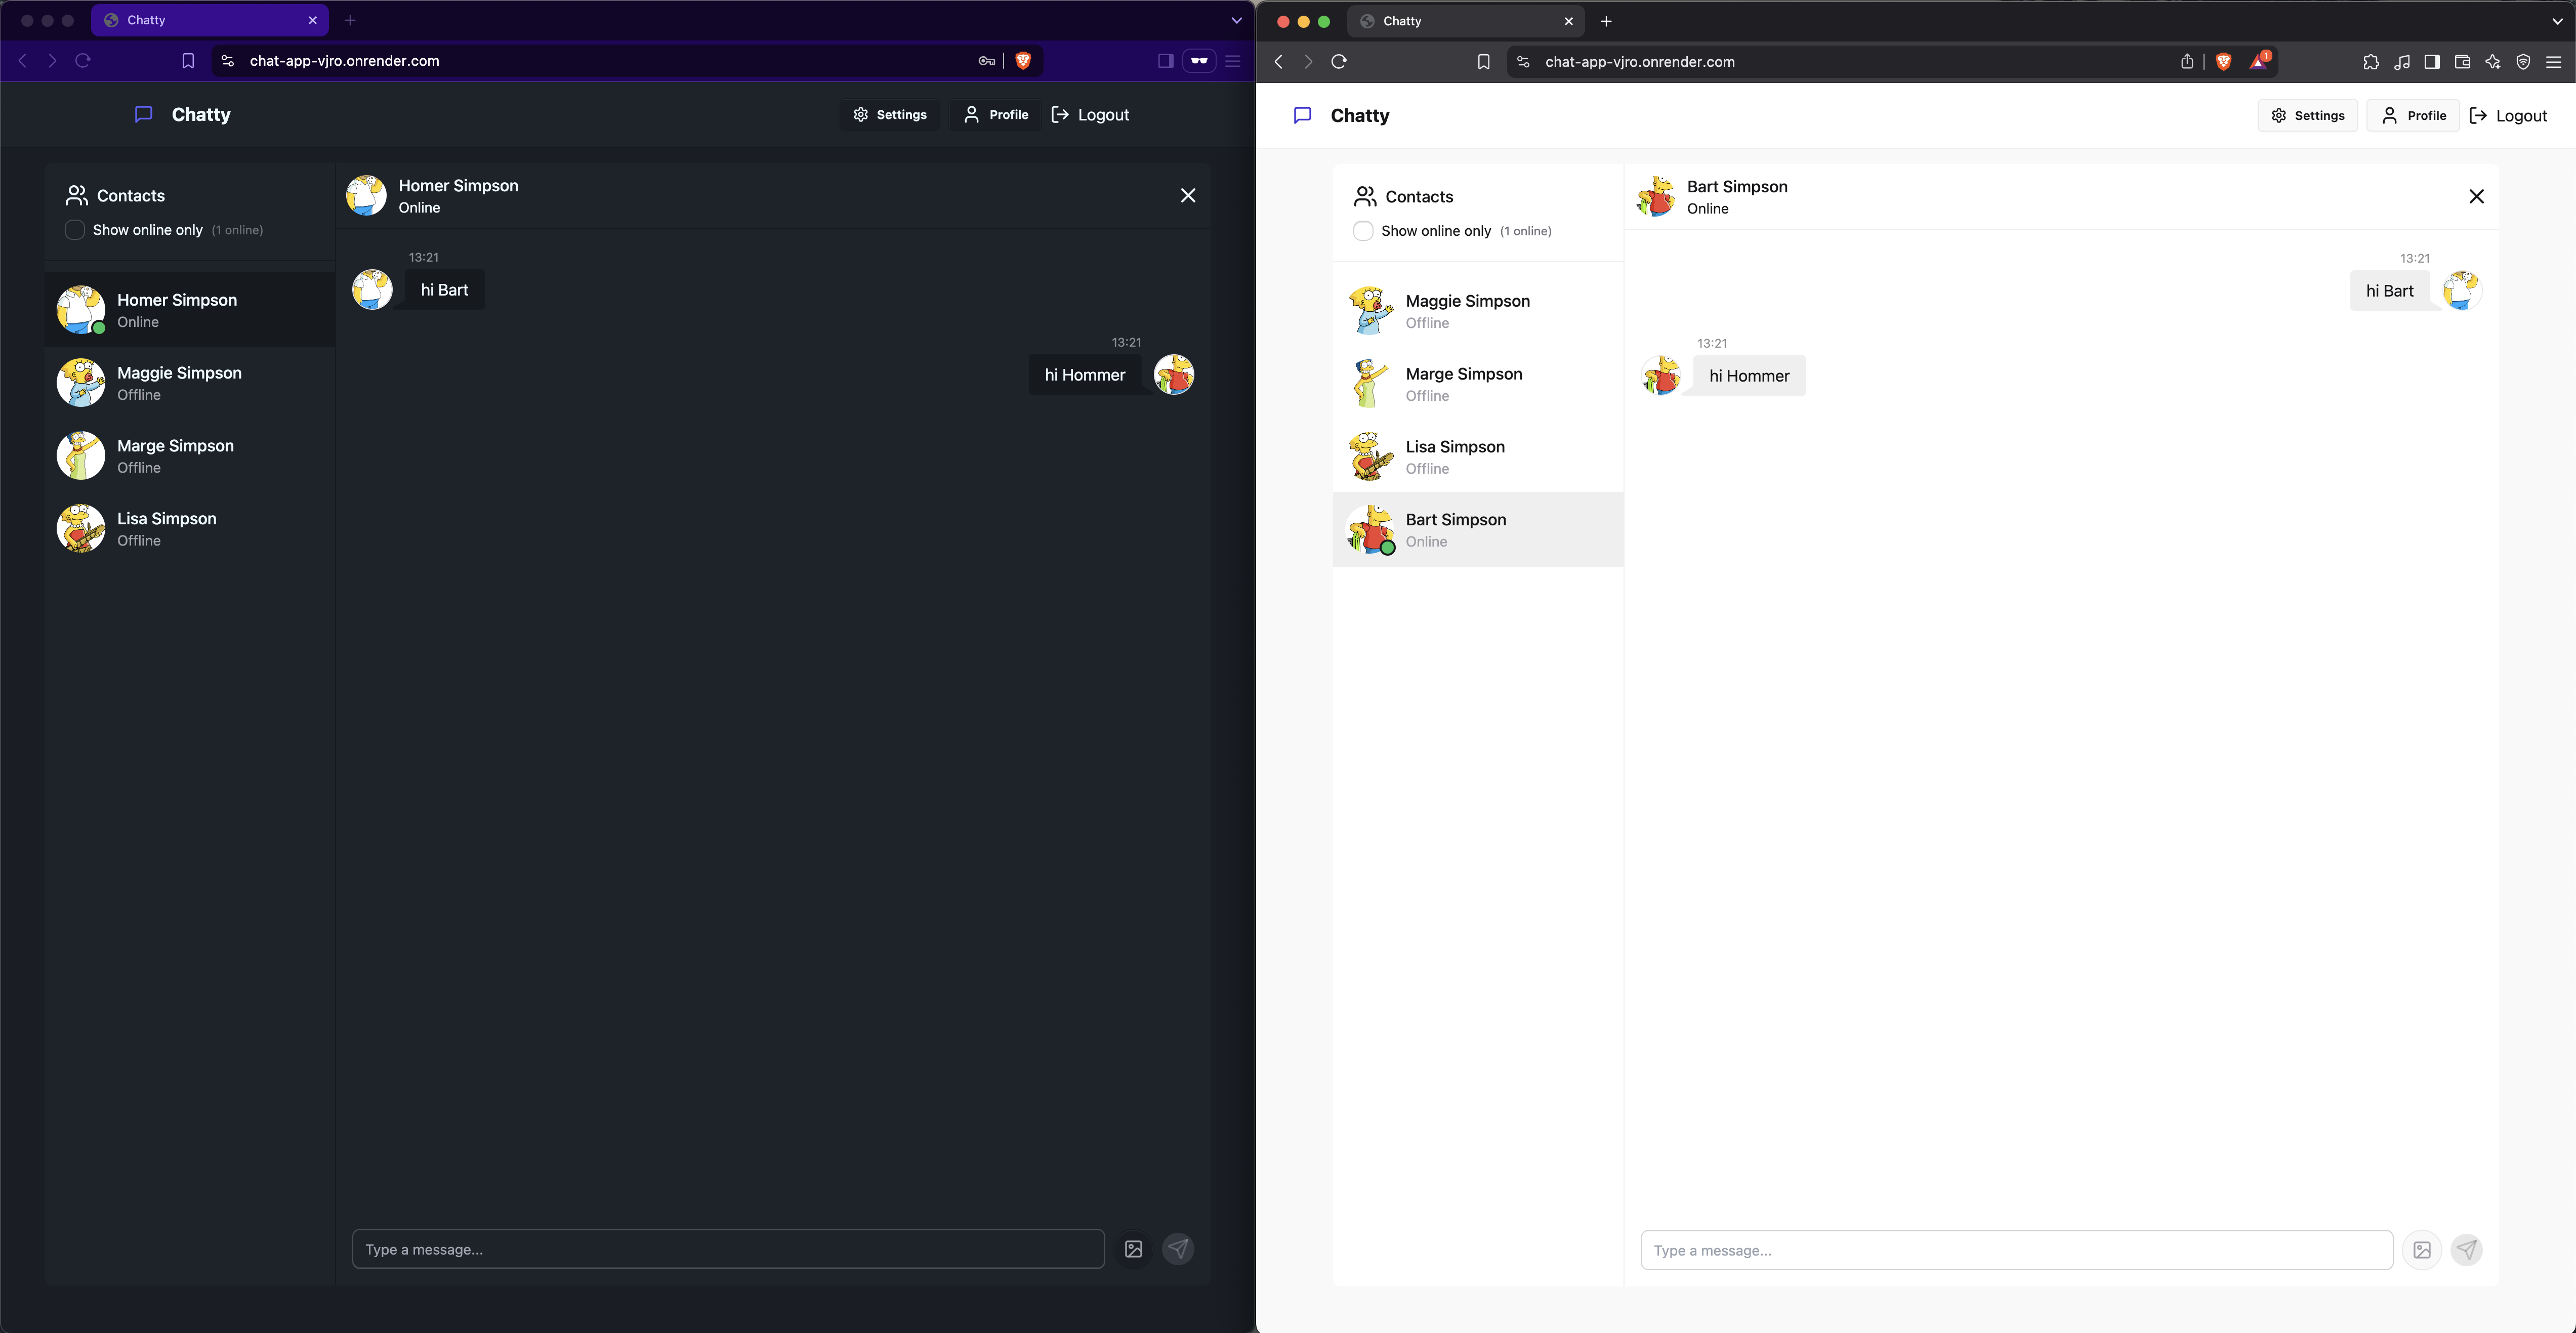 Chatty
chat-app-vjro.onrender.com
Chatty
Settings
Profile
Logout
Contacts
Show online only (1 online)
Homer Simpson
Online
Maggie Simpson
Offline
Marge Simpson
Offline
Lisa Simpson
Offline
Homer Simpson
Online
13:21
hi Bart
13:21
hi Hommer
Type a message...
Chatty
chat-app-vjro.onrender.com
1
Chatty
Settings
Profile
Logout
Contacts
Show online only (1 online)
Maggie Simpson
Offline
Marge Simpson
Offline
Lisa Simpson
Offline
Bart Simpson
Online
Bart Simpson
Online
13:21
hi Bart
13:21
hi Hommer
Type a message...